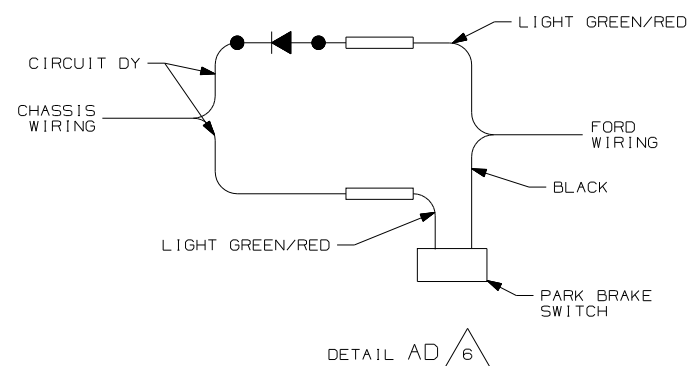 LIGHT GREEN/RED
CIRCUIT DY
CHASSIS
WIRING
FORD
WIRING
BLACK
LIGHT GREEN/RED
PARK BRAKE
SWITCH
DETAIL AD 6